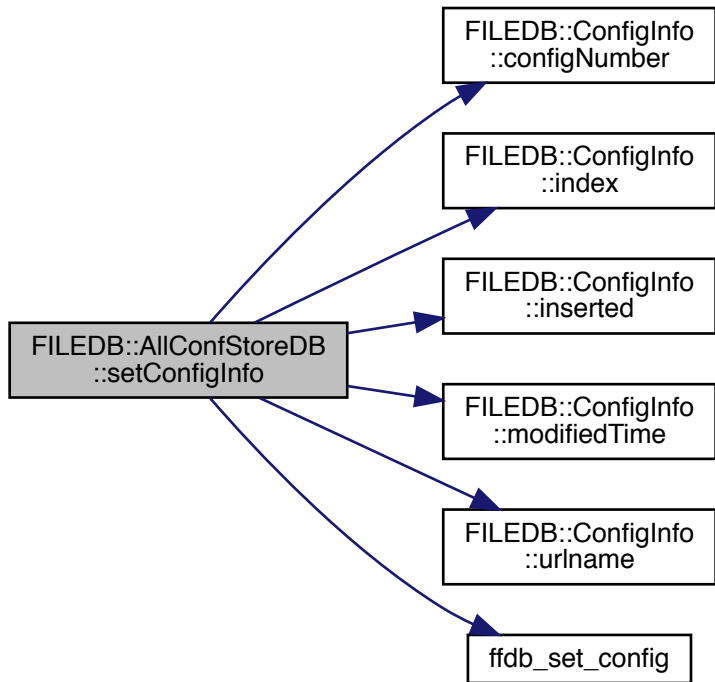 FILEDB::ConfigInfo
::configNumber
FILEDB::ConfigInfo
::index
FILEDB::ConfigInfo
::inserted
FILEDB::AllConfStoreDB
::setConfigInfo
FILEDB::ConfigInfo
::modifiedTime
FILEDB::ConfigInfo
::urlname
ffdb_set_config